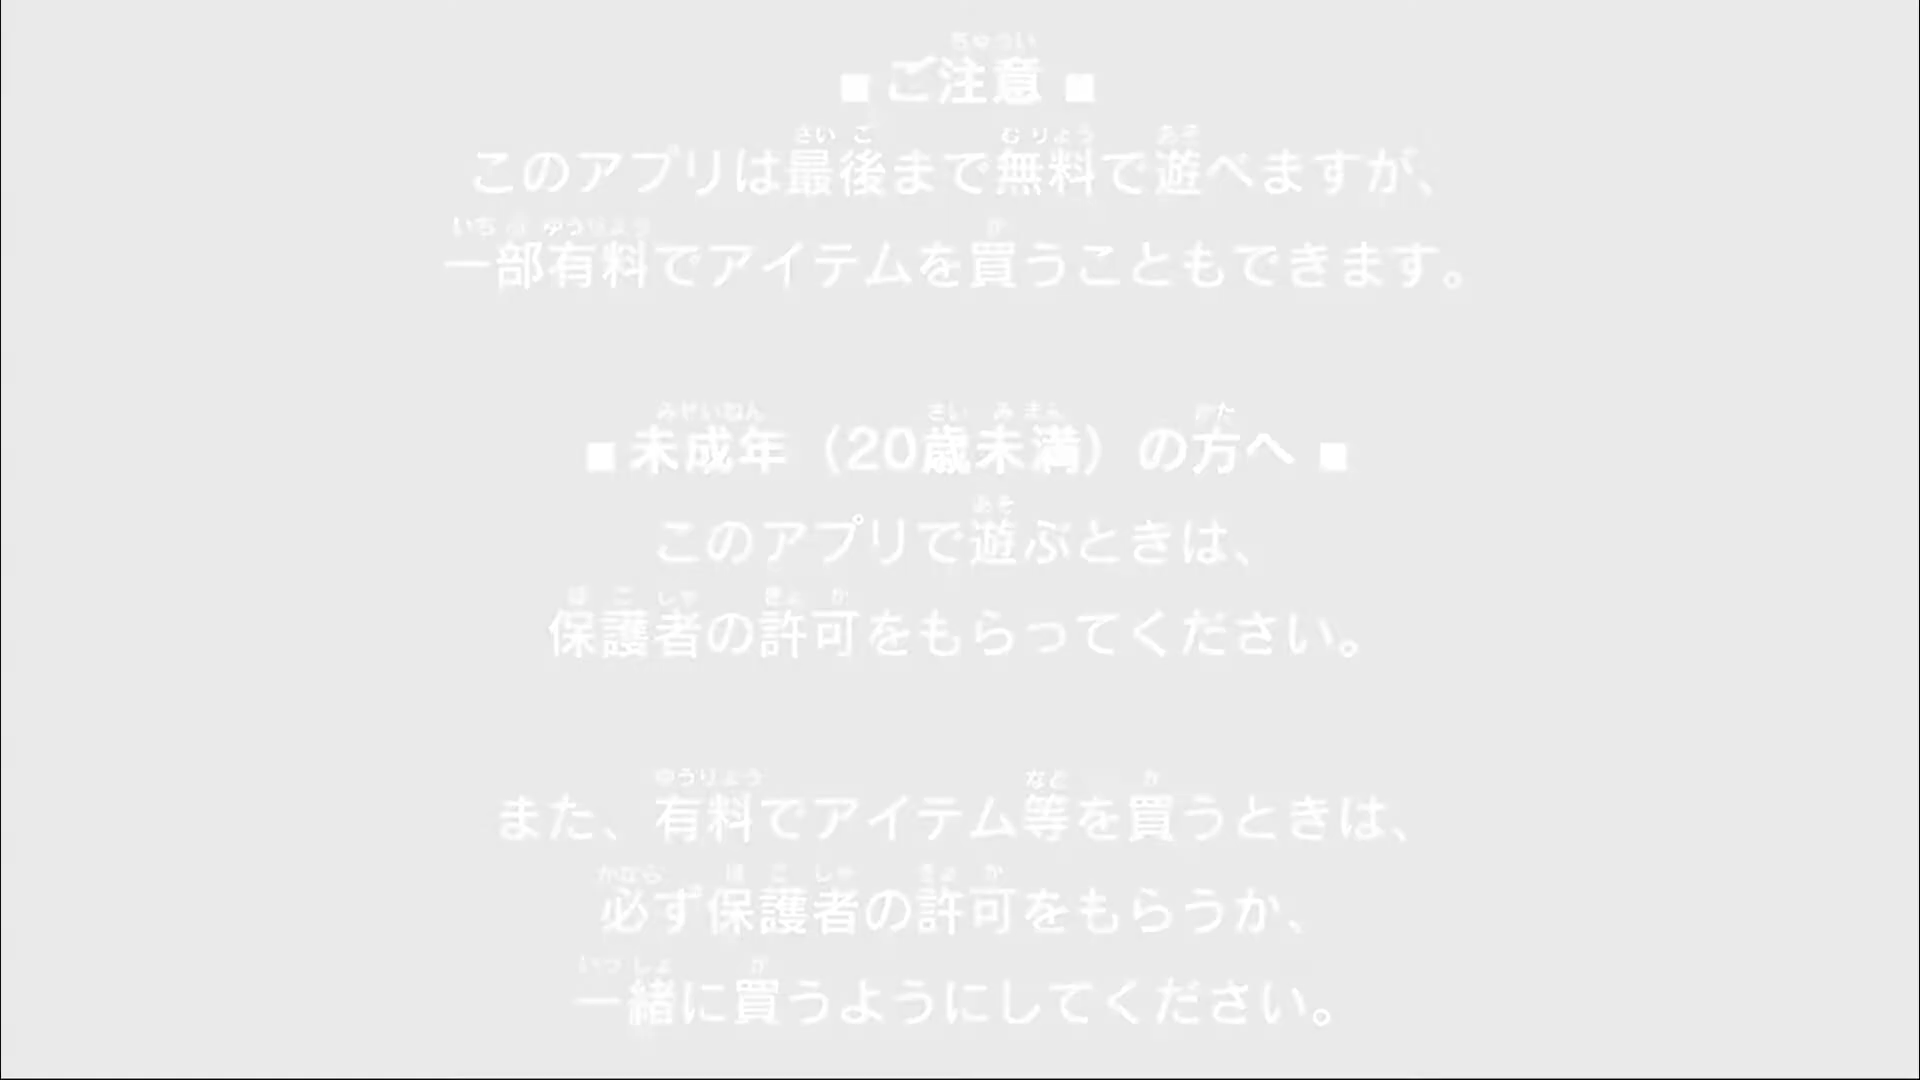 ■ ご注意 ■
このアプリは最後まで無料で遊べますが、
一部有料でアイテムを買うこともできます。
■ 未成年（20歳未満）の方へ ■
このアプリで遊ぶときは、
保護者の許可をもらってください。
また、有料でアイテム等を買うときは、
必ず保護者の許可をもらうか、
一緒に買うようにしてください。